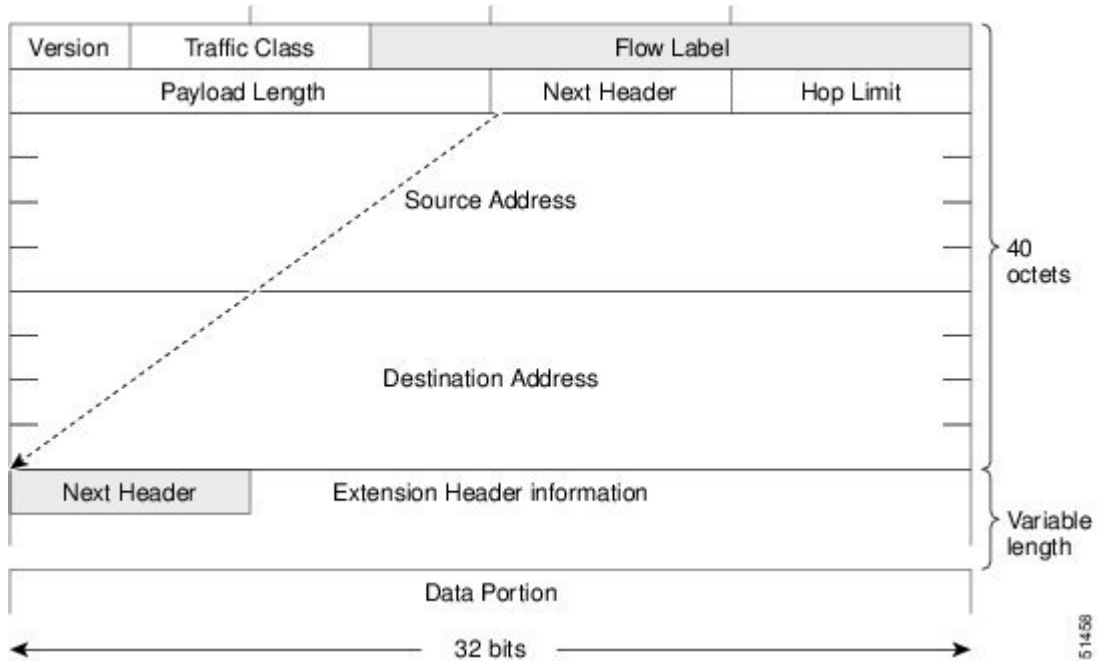 Version Traffic Class Flow Label
Payload Length Next Header Hop Limit
Source Address
40
octets
Destination Address
Next Header Extension Header information
Variable
length
Data Portion
32 bits
51458